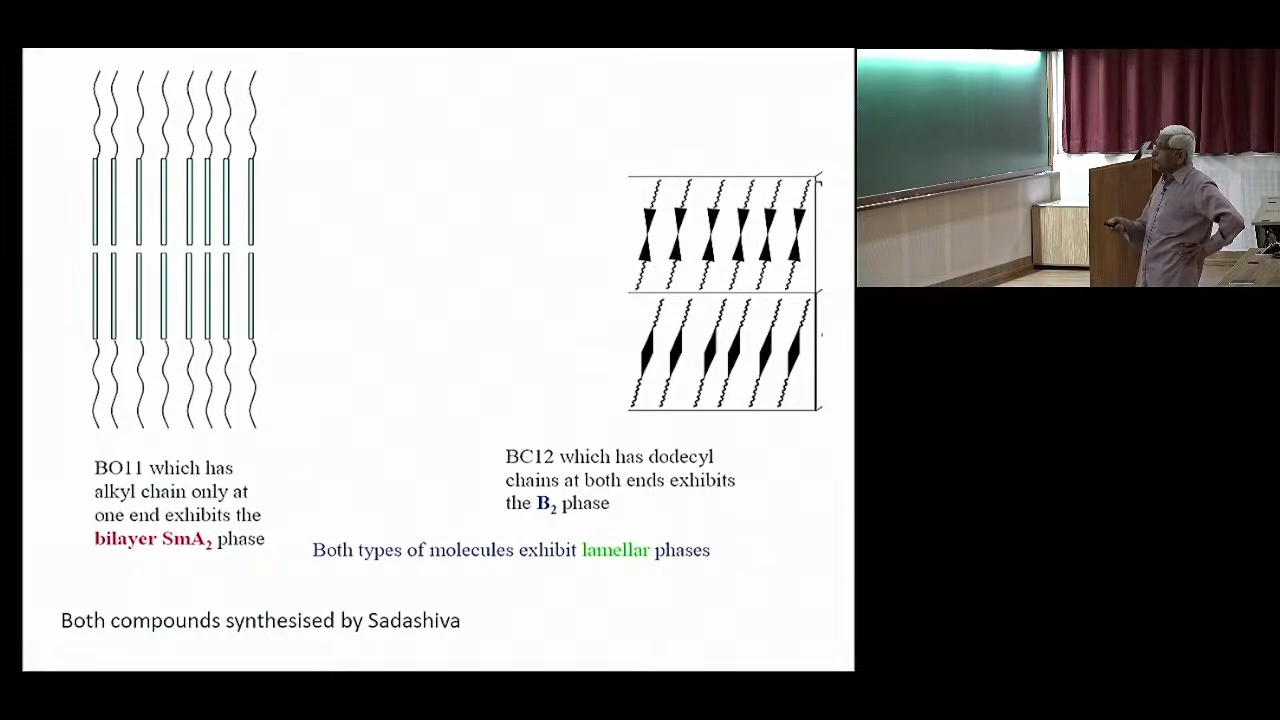 BO11 which has
alkyl chain only at
one end exhibits the
bilayer SmA₂ phase
BC12 which has dodecyl
chains at both ends exhibits
the B₂ phase
Both types of molecules exhibit lamellar phases
Both compounds synthesised by Sadashiva